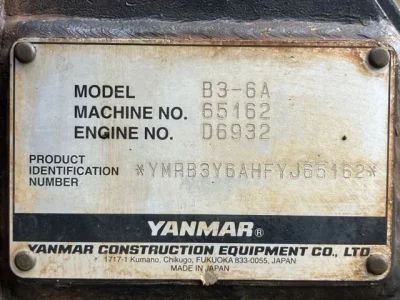 MODEL B3-6A
MACHINE NO. 65162
ENGINE NO. D6932
PRODUCT
IDENTIFICATION *YMRB3Y6AHFYJ65162*
NUMBER
YANMAR
YANMAR CONSTRUCTION EQUIPMENT CO., LTD
1717-1 Kumano, Chikugo, FUKUOKA 833-0055, JAPAN
MADE IN JAPAN